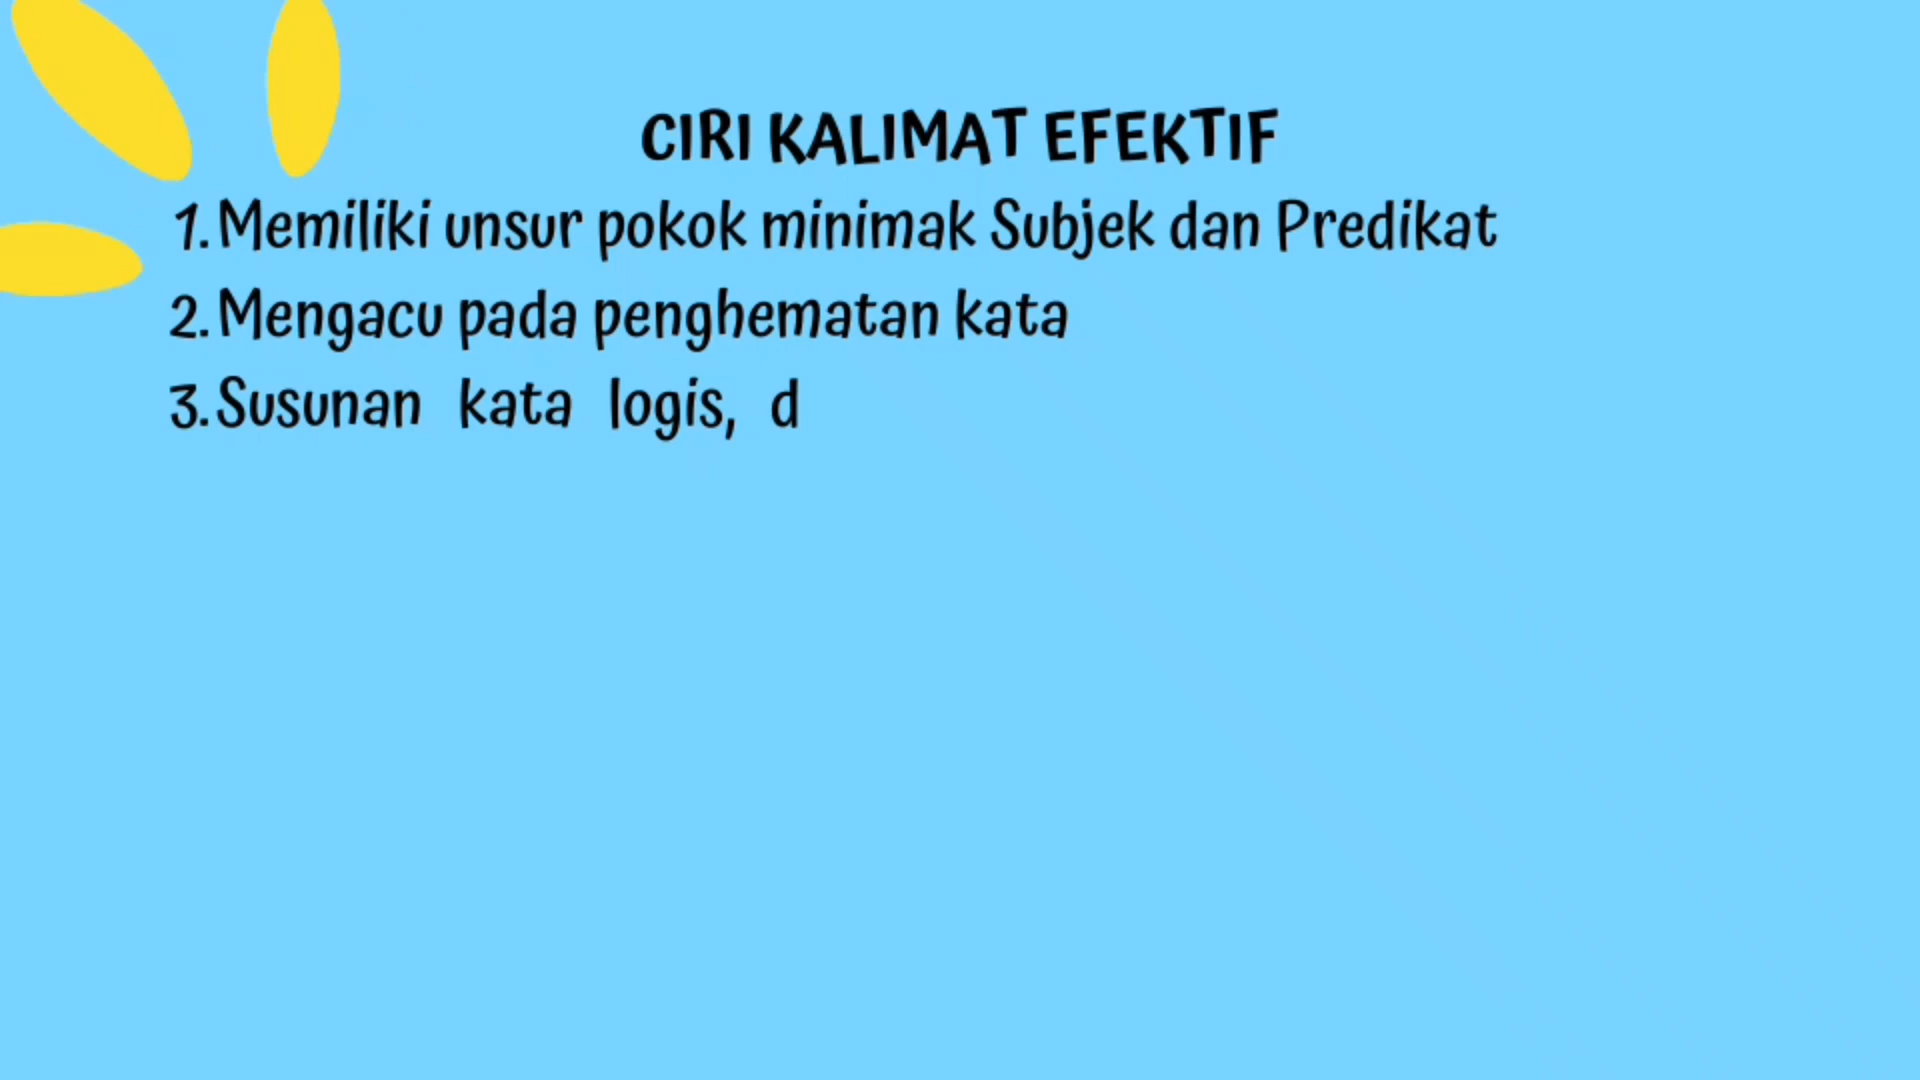 CIRI KALIMAT EFEKTIF
1. Memiliki unsur pokok minimak Subjek dan Predikat
2. Mengacu pada penghematan kata
3. Susunan kata logis, d